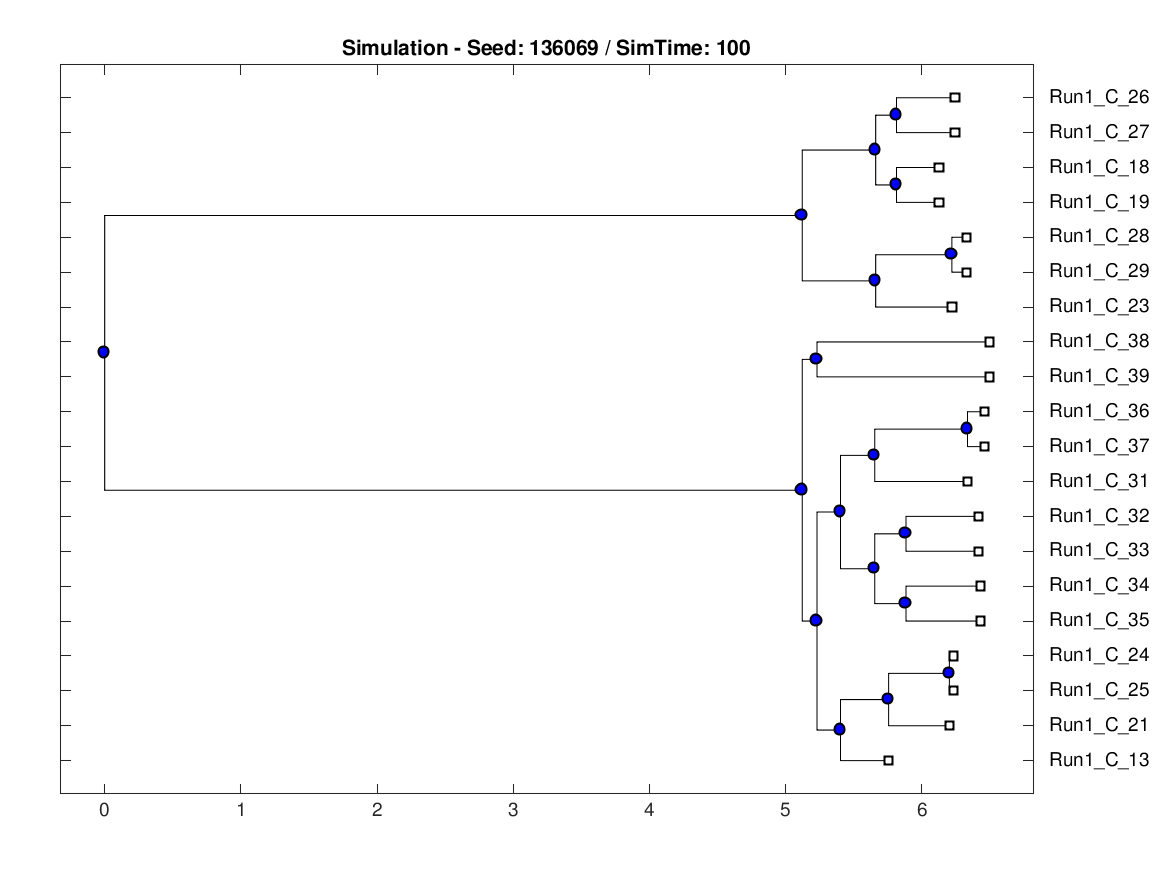 Simulation - Seed: 136069 / SimTime: 100
Run1_C_26
Run1_C_27
Run1_C_18
Run1_C_19
Run1_C_28
Run1_C_29
Run1_C_23
Run1_C_38
Run1_C_39
Run1_C_36
Run1_C_37
Run1_C_31
Run1_C_32
Run1_C_33
Run1_C_34
Run1_C_35
Run1_C_24
Run1_C_25
Run1_C_21
Run1_C_13
0 1 2 3 4 5 6